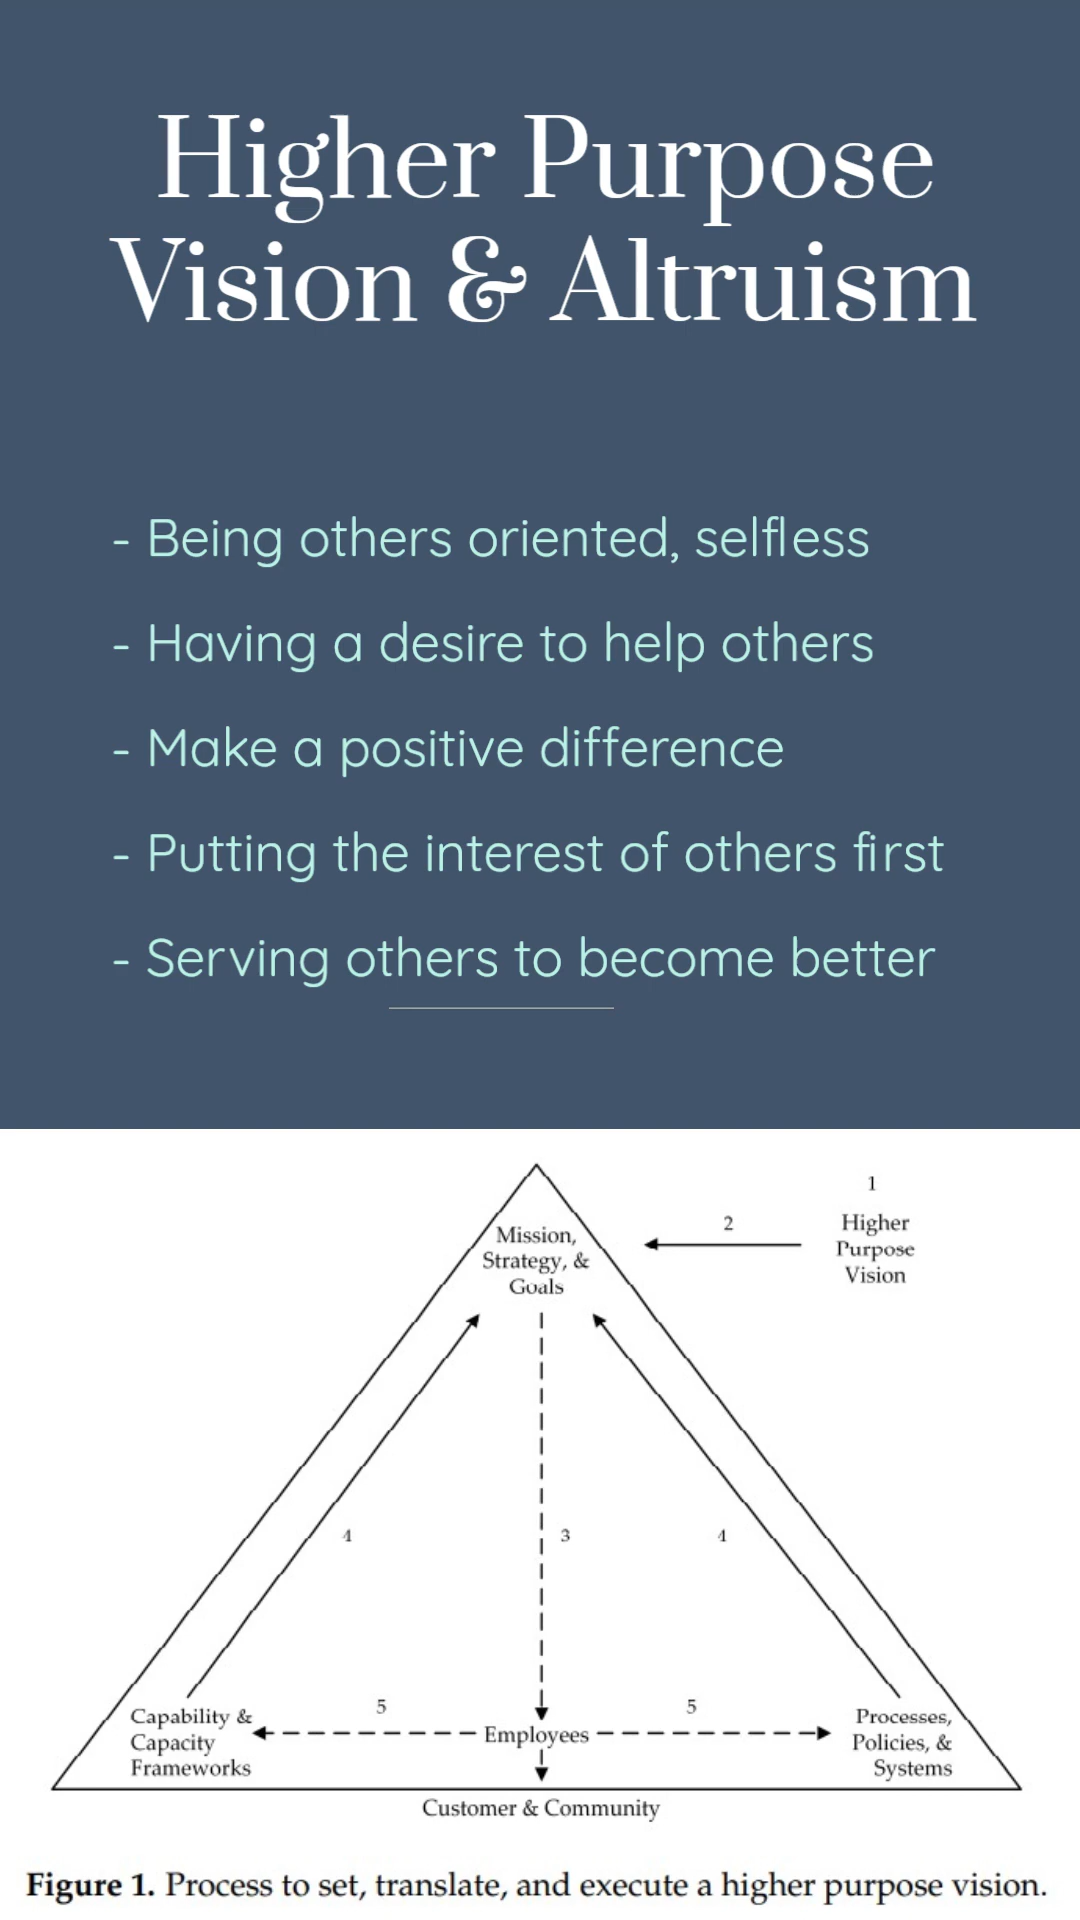 Higher Purpose
Vision & Altruism
- Being others oriented, selfless
- Having a desire to help others
- Make a positive difference
- Putting the interest of others first
- Serving others to become better
1
2
Higher
Purpose
Vision
Mission,
Strategy, &
Goals
4
3
4
5
5
Capability &
Capacity
Frameworks
Employees
Processes,
Policies, &
Systems
Customer & Community
Figure 1. Process to set, translate, and execute a higher purpose vision.